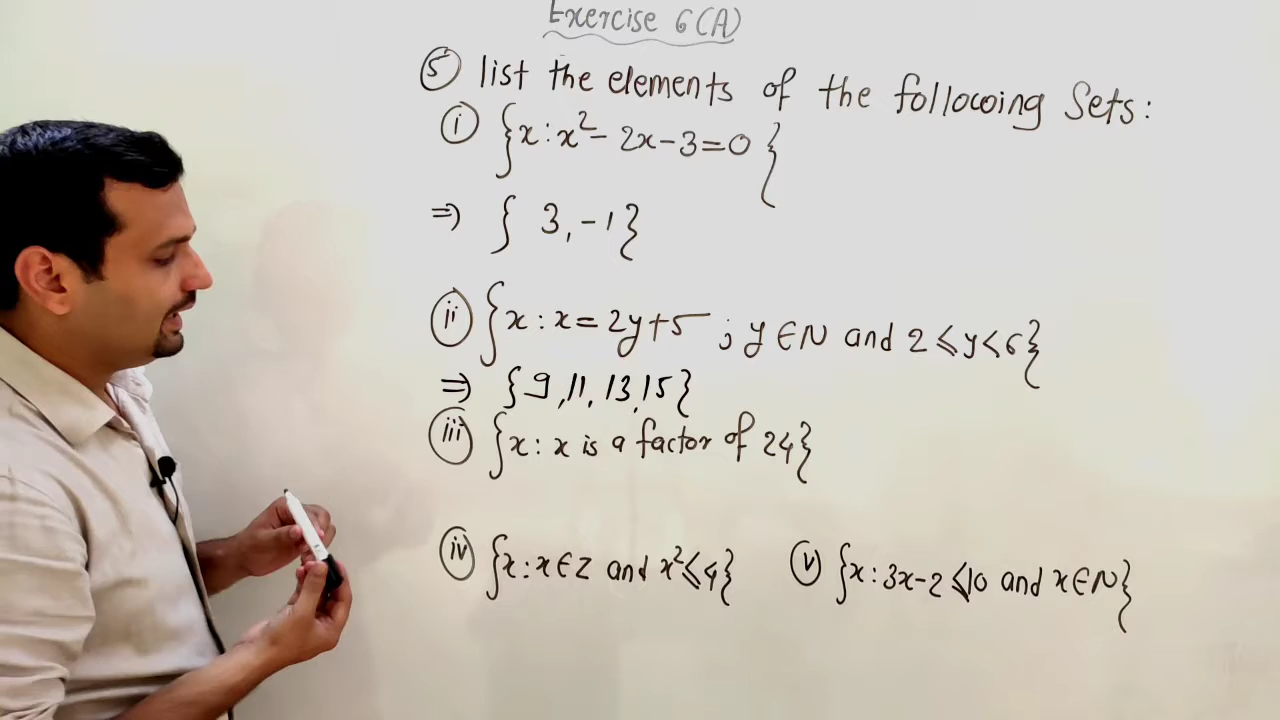 Exercise 6(A)
5 list the elements of the following Sets:
i {x : x² - 2x - 3 = 0}
⇒ {3, -1}
ii {x : x = 2y + 5 ; y ∈ N and 2 ⩽ y < 6}
⇒ {9, 11, 13, 15}
iii {x : x is a factor of 24}
iv {x : x ∈ Z and x² ⩽ 4} v {x : 3x - 2 ⩽ 10 and x ∈ N}